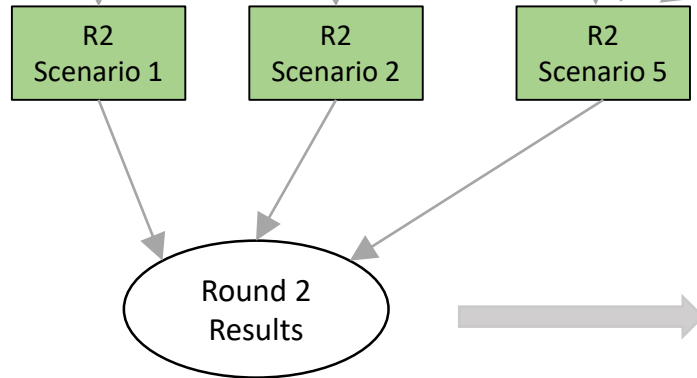 R2
Scenario 1
R2
Scenario 2
R2
Scenario 5
Round 2
Results